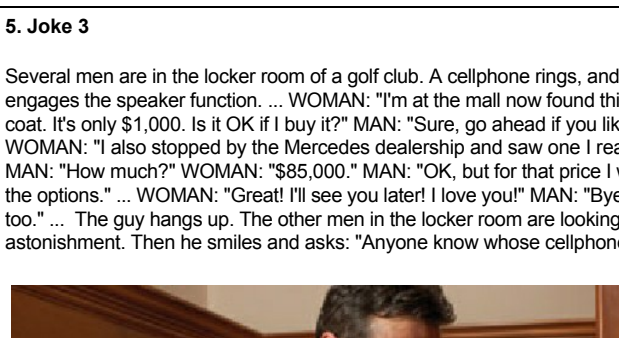 5. Joke 3
Several men are in the locker room of a golf club. A cellphone rings, and
engages the speaker function. ... WOMAN: "I'm at the mall now found
coat. It's only $1,000. Is it OK if I buy it?" MAN: "Sure, go ahead if you
WOMAN: "I also stopped by the Mercedes dealership and saw one I
MAN: "How much?" WOMAN: "$85,000." MAN: "OK, but for that price I
the options." ... WOMAN: "Great! I'll see you later! I love you!" MAN: "Bye
too." ... The guy hangs up. The other men in the locker room are looking
astonishment. Then he smiles and asks: "Anyone know whose